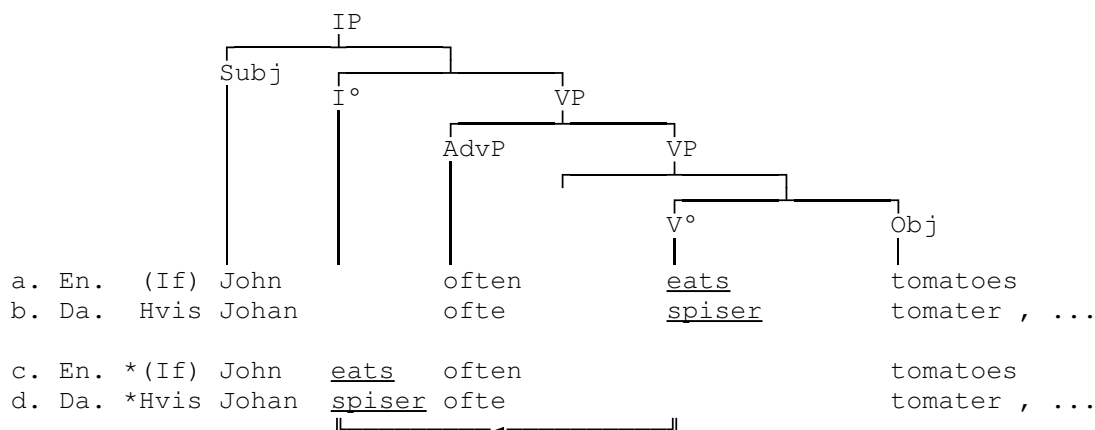 IP
Subj
I° VP
AdvP VP
V° Obj
a. En. (If) John often eats tomatoes
b. Da. Hvis Johan ofte spiser tomater , ...
c. En. *(If) John eats often tomatoes
d. Da. *Hvis Johan spiser ofte tomater , ...